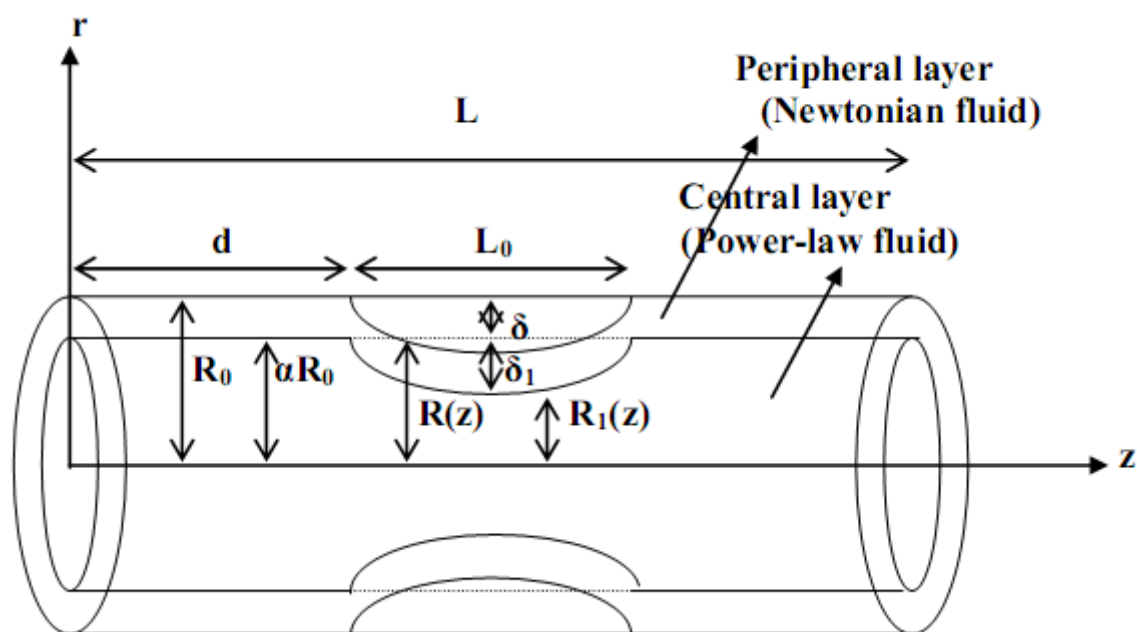 r
Peripheral layer
(Newtonian fluid)
L
Central layer
(Power-law fluid)
d
L₀
δ
R₀
αR₀
δ₁
R(z)
R₁(z)
z